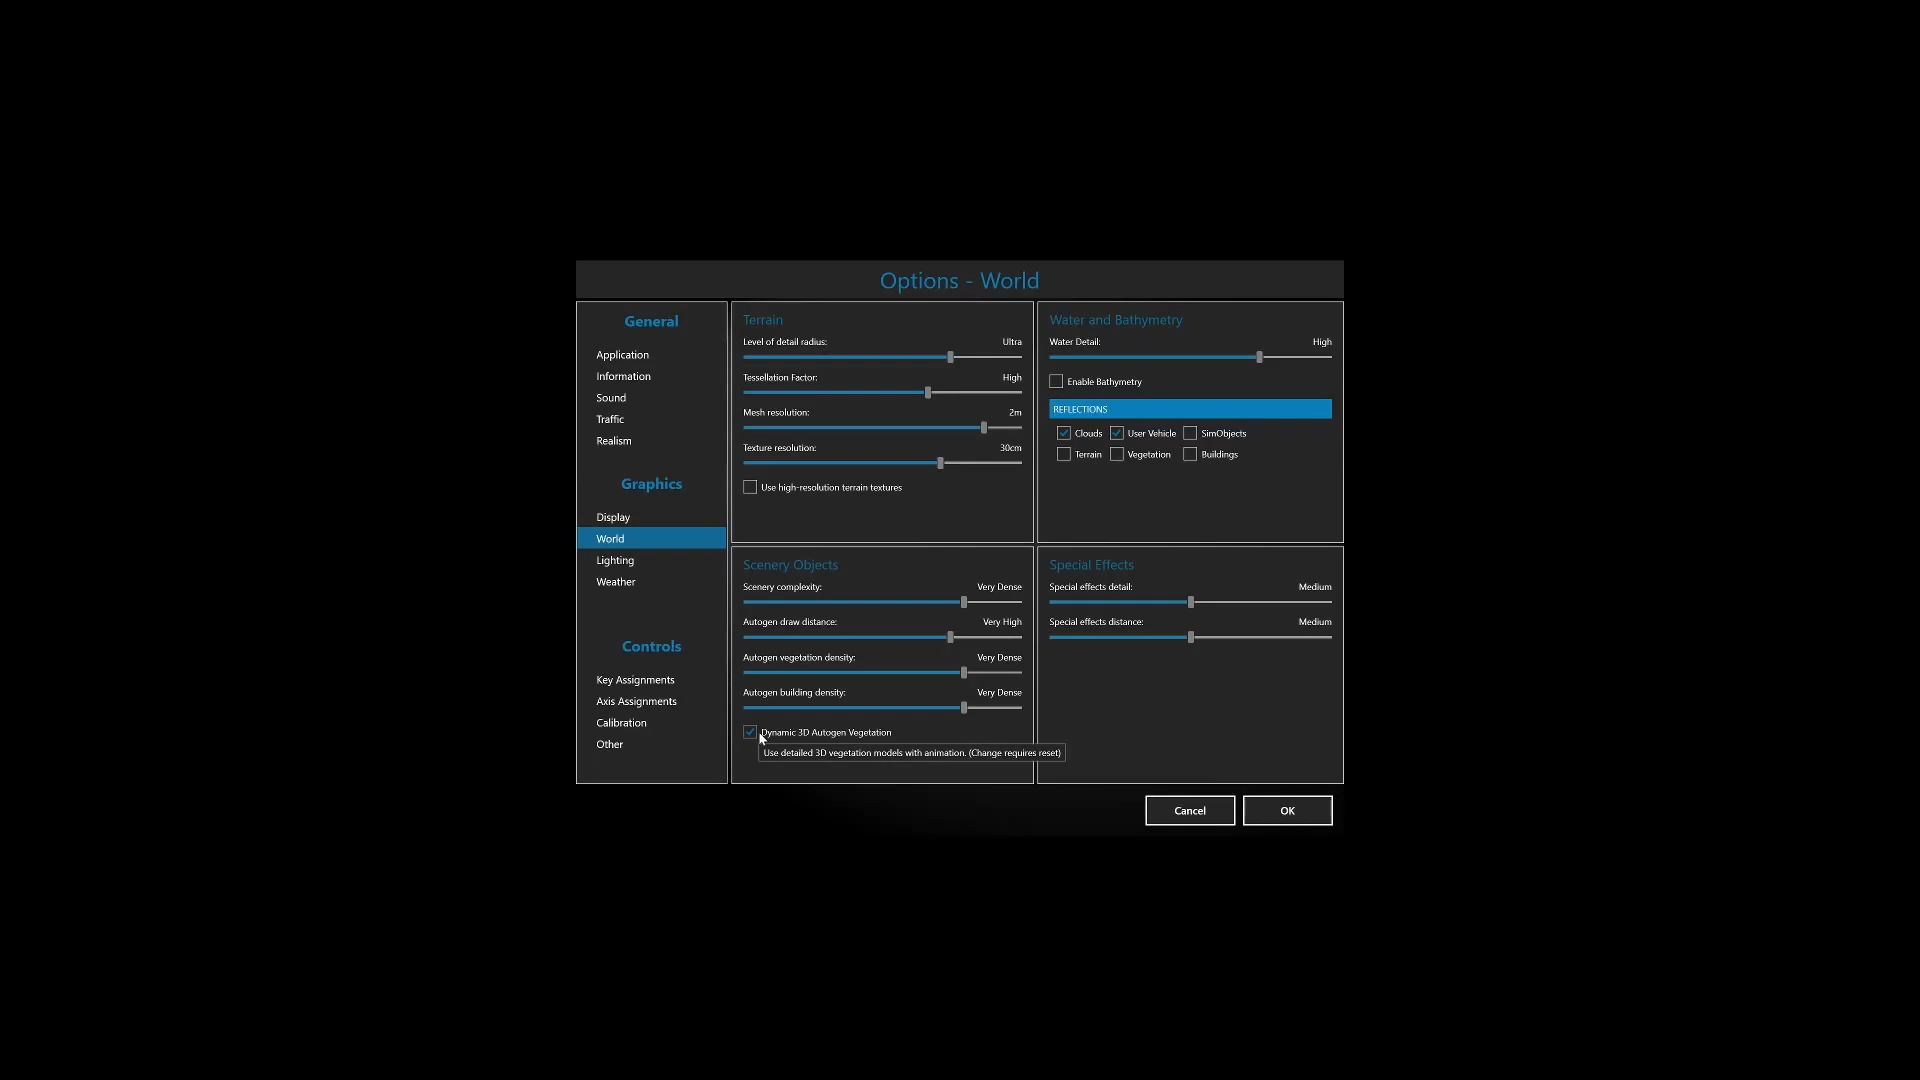 Options - World
General
Application
Information
Sound
Traffic
Realism
Graphics
Display
World
Lighting
Weather
Controls
Key Assignments
Axis Assignments
Calibration
Other
Terrain
Level of detail radius: Ultra
Tessellation Factor: High
Mesh resolution: 2m
Texture resolution: 30cm
Use high-resolution terrain textures
Water and Bathymetry
Water Detail: High
Enable Bathymetry
REFLECTIONS
Clouds User Vehicle SimObjects
Terrain Vegetation Buildings
Scenery Objects
Scenery complexity: Very Dense
Autogen draw distance: Very High
Autogen vegetation density: Very Dense
Autogen building density: Very Dense
Dynamic 3D Autogen Vegetation
Use detailed 3D vegetation models with animation. (Change requires reset)
Special Effects
Special effects detail: Medium
Special effects distance: Medium
Cancel OK